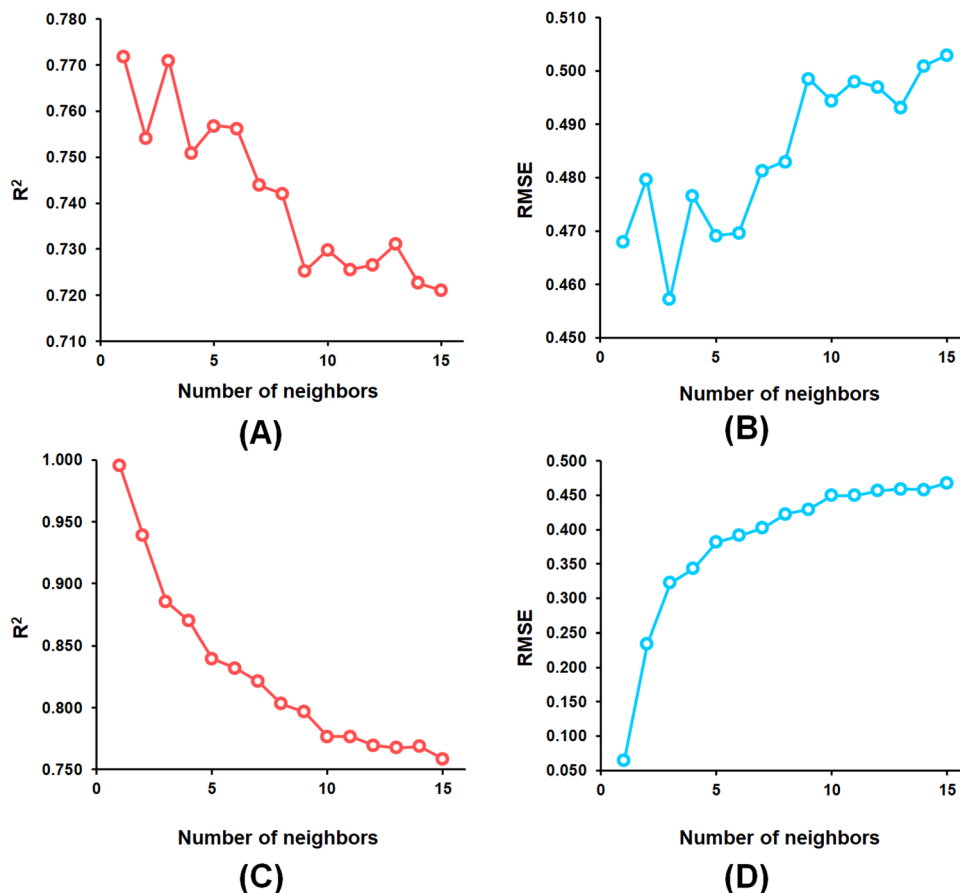 0.780
0.770
0.760
0.750
0.740
0.730
0.720
0.710
R²
0 5 10 15
Number of neighbors
(A)
0.510
0.500
0.490
0.480
0.470
0.460
0.450
RMSE
0 5 10 15
Number of neighbors
(B)
1.000
0.950
0.900
0.850
0.800
0.750
R²
0 5 10 15
Number of neighbors
(C)
0.500
0.450
0.400
0.350
0.300
0.250
0.200
0.150
0.100
0.050
RMSE
0 5 10 15
Number of neighbors
(D)